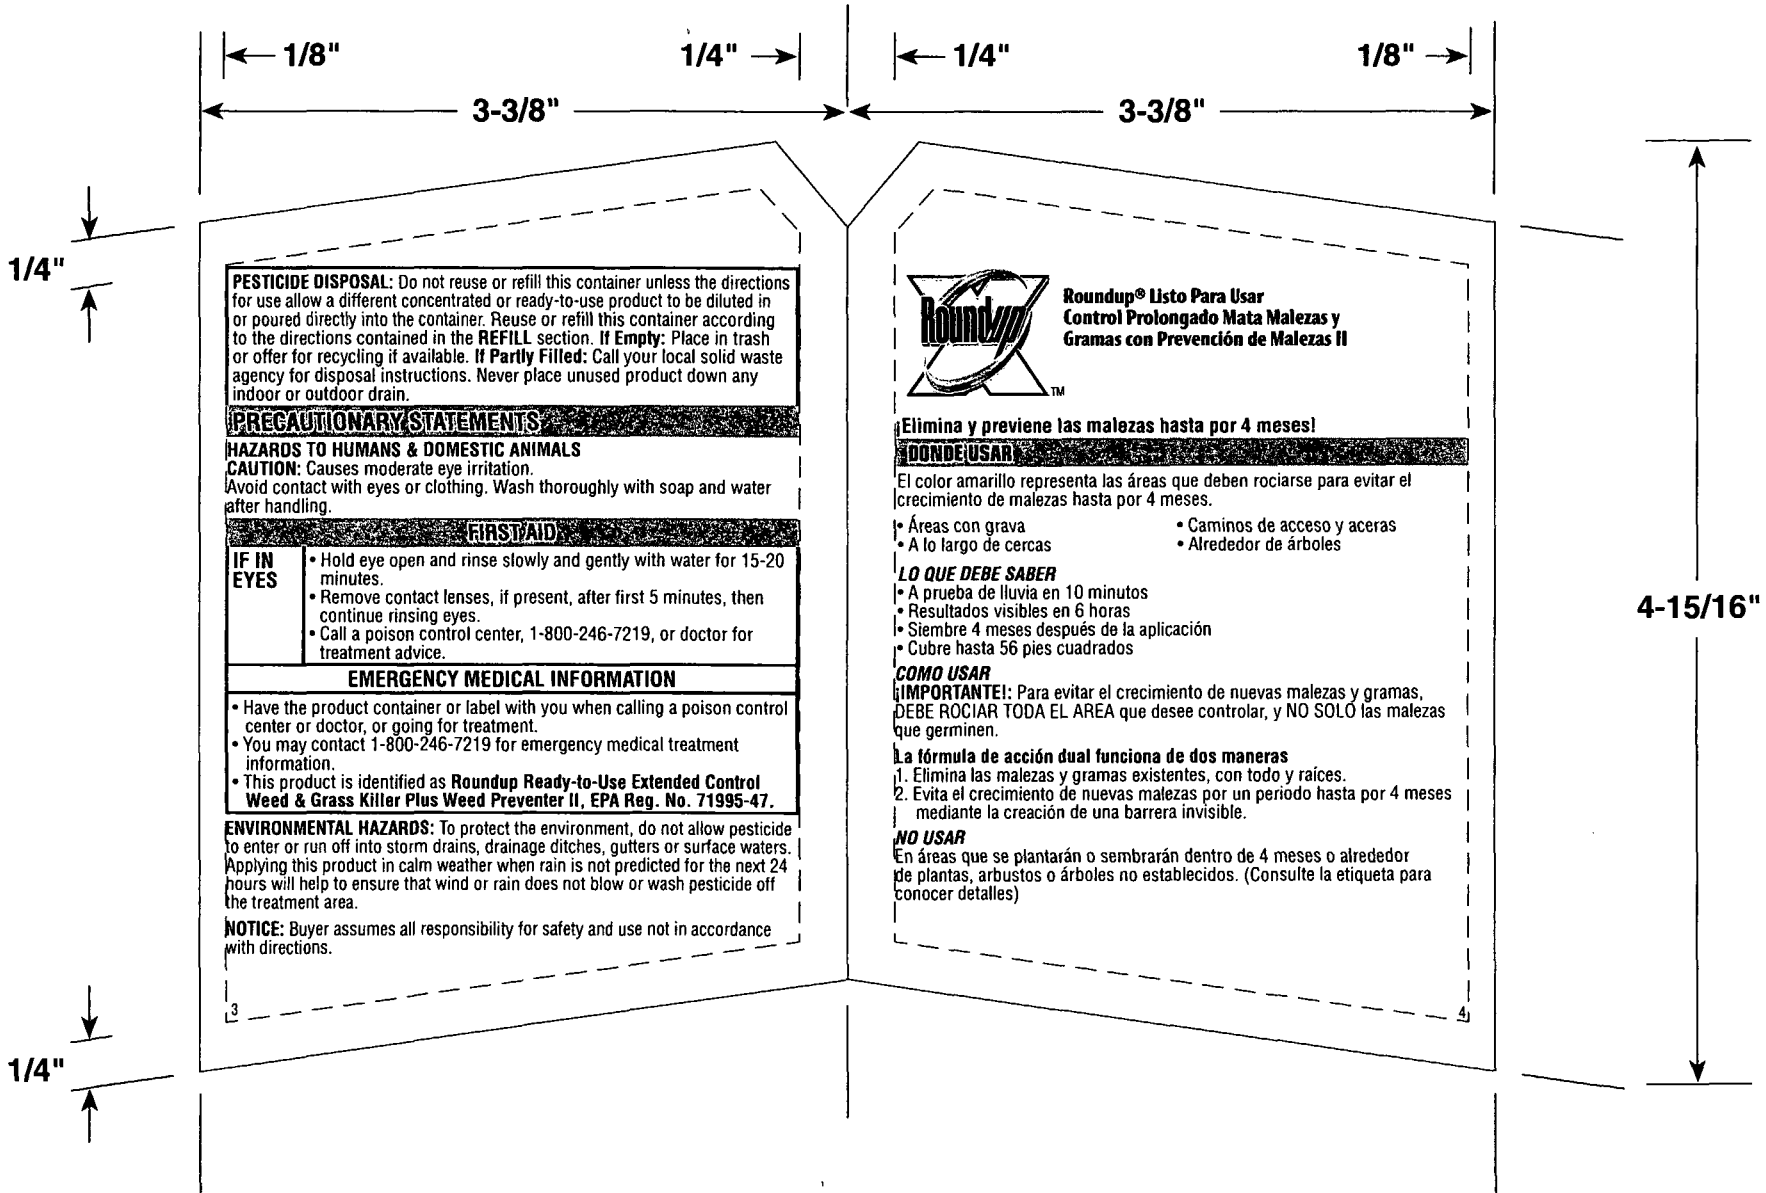 1/8" 1/4" 1/4" 1/8"
3-3/8" 3-3/8"
1/4"
PESTICIDE DISPOSAL: Do not reuse or refill this container unless the directions
for use allow a different concentrated or ready-to-use product to be diluted in
or poured directly into the container. Reuse or refill this container according
to the directions contained in the REFILL section. If Empty: Place in trash
or offer for recycling if available. If Partly Filled: Call your local solid waste
agency for disposal instructions. Never place unused product down any
indoor or outdoor drain.
PRECAUTIONARY STATEMENTS
HAZARDS TO HUMANS & DOMESTIC ANIMALS
CAUTION: Causes moderate eye irritation.
Avoid contact with eyes or clothing. Wash thoroughly with soap and water
after handling.
FIRST AID
IF IN
EYES
• Hold eye open and rinse slowly and gently with water for 15-20
minutes.
• Remove contact lenses, if present, after first 5 minutes, then
continue rinsing eyes.
• Call a poison control center, 1-800-246-7219, or doctor for
treatment advice.
EMERGENCY MEDICAL INFORMATION
• Have the product container or label with you when calling a poison control
center or doctor, or going for treatment.
• You may contact 1-800-246-7219 for emergency medical treatment
information.
• This product is identified as Roundup Ready-to-Use Extended Control
Weed & Grass Killer Plus Weed Preventer II, EPA Reg. No. 71995-47.
ENVIRONMENTAL HAZARDS: To protect the environment, do not allow pesticide
to enter or run off into storm drains, drainage ditches, gutters or surface waters.
Applying this product in calm weather when rain is not predicted for the next 24
hours will help to ensure that wind or rain does not blow or wash pesticide off
the treatment area.
NOTICE: Buyer assumes all responsibility for safety and use not in accordance
with directions.
3
1/4"
Roundup
TM
Roundup® Listo Para Usar
Control Prolongado Mata Malezas y
Gramas con Prevención de Malezas II
¡Elimina y previene las malezas hasta por 4 meses!
DONDE USAR
El color amarillo representa las áreas que deben rociarse para evitar el
crecimiento de malezas hasta por 4 meses.
• Áreas con grava • Caminos de acceso y aceras
• A lo largo de cercas • Alrededor de árboles
LO QUE DEBE SABER
• A prueba de lluvia en 10 minutos
• Resultados visibles en 6 horas
• Siembre 4 meses después de la aplicación
• Cubre hasta 56 pies cuadrados
COMO USAR
¡IMPORTANTE!: Para evitar el crecimiento de nuevas malezas y gramas,
DEBE ROCIAR TODA EL AREA que desee controlar, y NO SOLO las malezas
que germinen.
La fórmula de acción dual funciona de dos maneras
1. Elimina las malezas y gramas existentes, con todo y raíces.
2. Evita el crecimiento de nuevas malezas por un periodo hasta por 4 meses
mediante la creación de una barrera invisible.
NO USAR
En áreas que se plantarán o sembrarán dentro de 4 meses o alrededor
de plantas, arbustos o árboles no establecidos. (Consulte la etiqueta para
conocer detalles)
4
4-15/16"